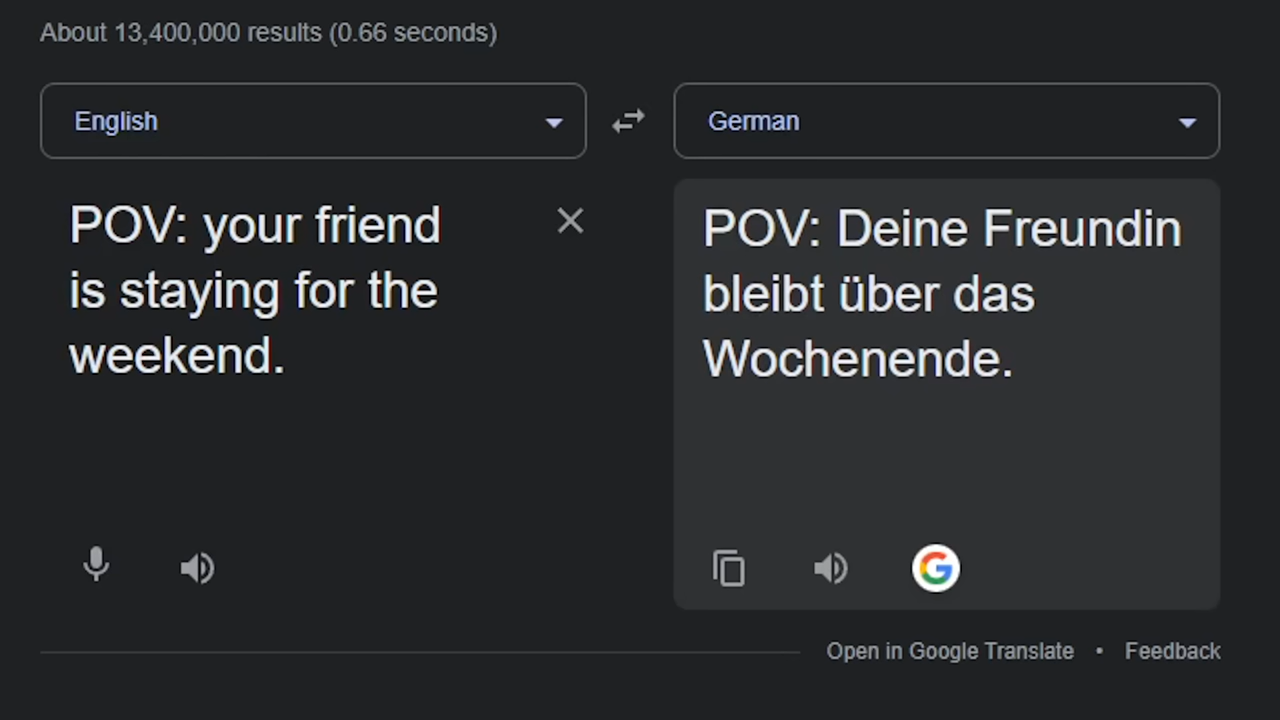 About 13,400,000 results (0.66 seconds)
English
German
POV: your friend
is staying for the
weekend.
POV: Deine Freundin
bleibt über das
Wochenende.
Open in Google Translate • Feedback